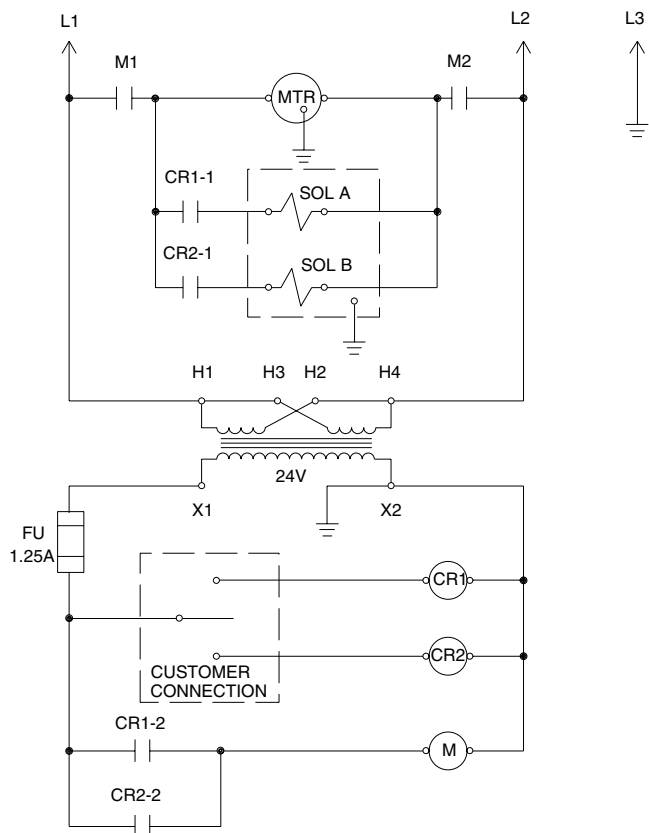 L1
L2
L3
M1
M2
MTR
CR1-1
SOL A
CR2-1
SOL B
H1
H3
H2
H4
24V
X1
X2
FU
1.25A
CR1
CR2
CUSTOMER
CONNECTION
CR1-2
M
CR2-2